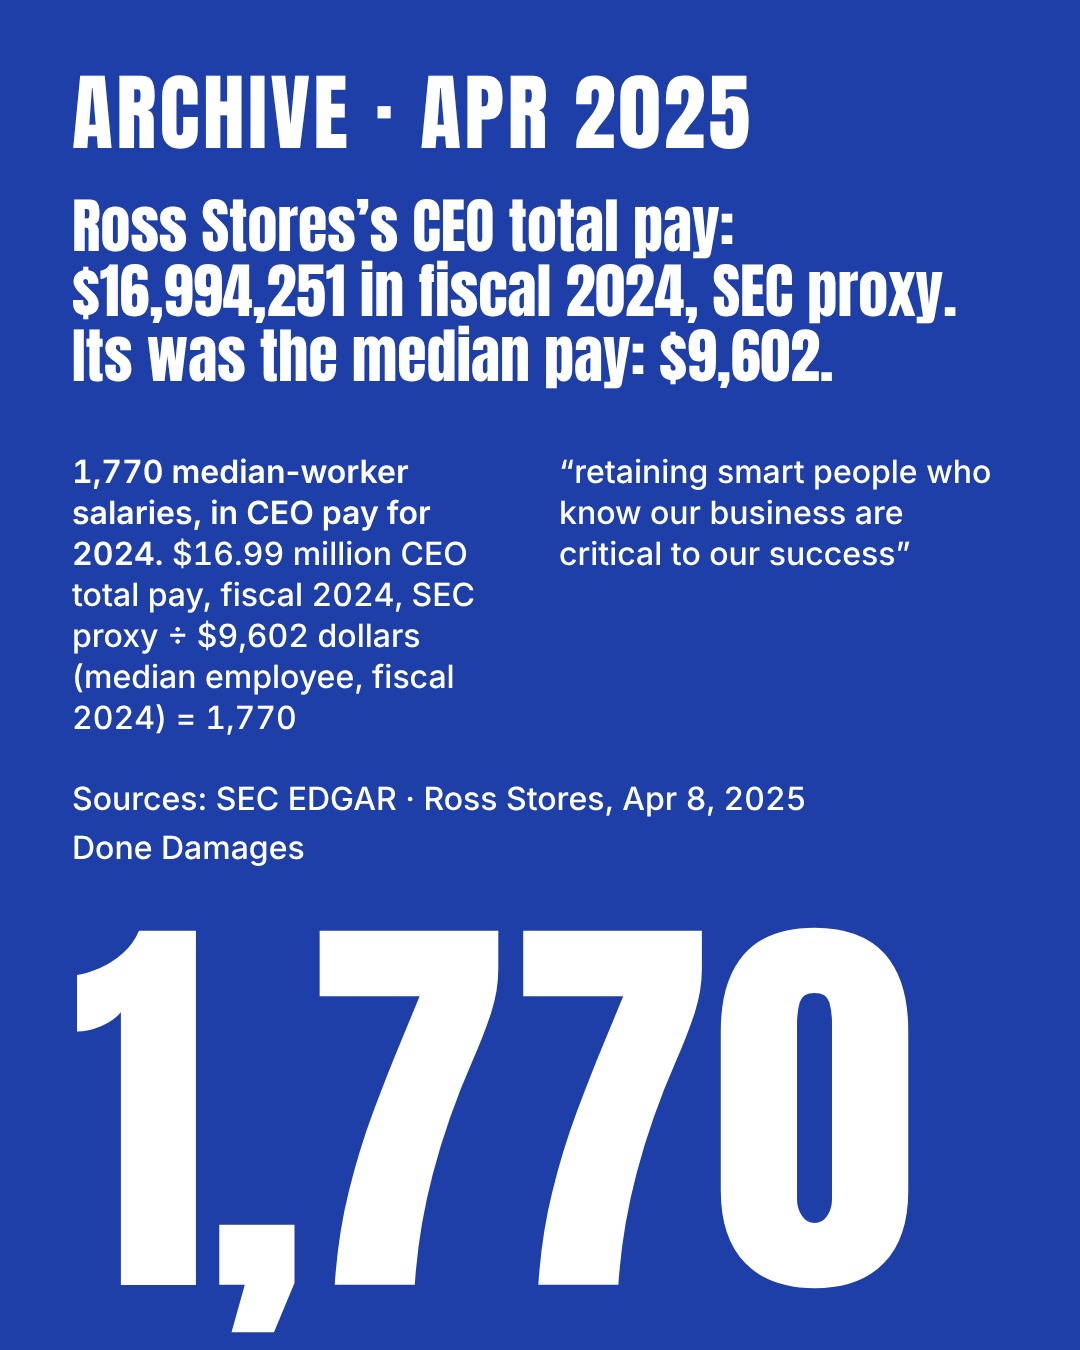 ARCHIVE · APR 2025
Ross Stores’s CEO total pay:
$16,994,251 in fiscal 2024, SEC proxy.
Its was the median pay: $9,602.
1,770 median-worker
salaries, in CEO pay for
2024. $16.99 million CEO
total pay, fiscal 2024, SEC
proxy ÷ $9,602 dollars
(median employee, fiscal
2024) = 1,770
“retaining smart people who
know our business are
critical to our success”
Sources: SEC EDGAR · Ross Stores, Apr 8, 2025
Done Damages
1,770